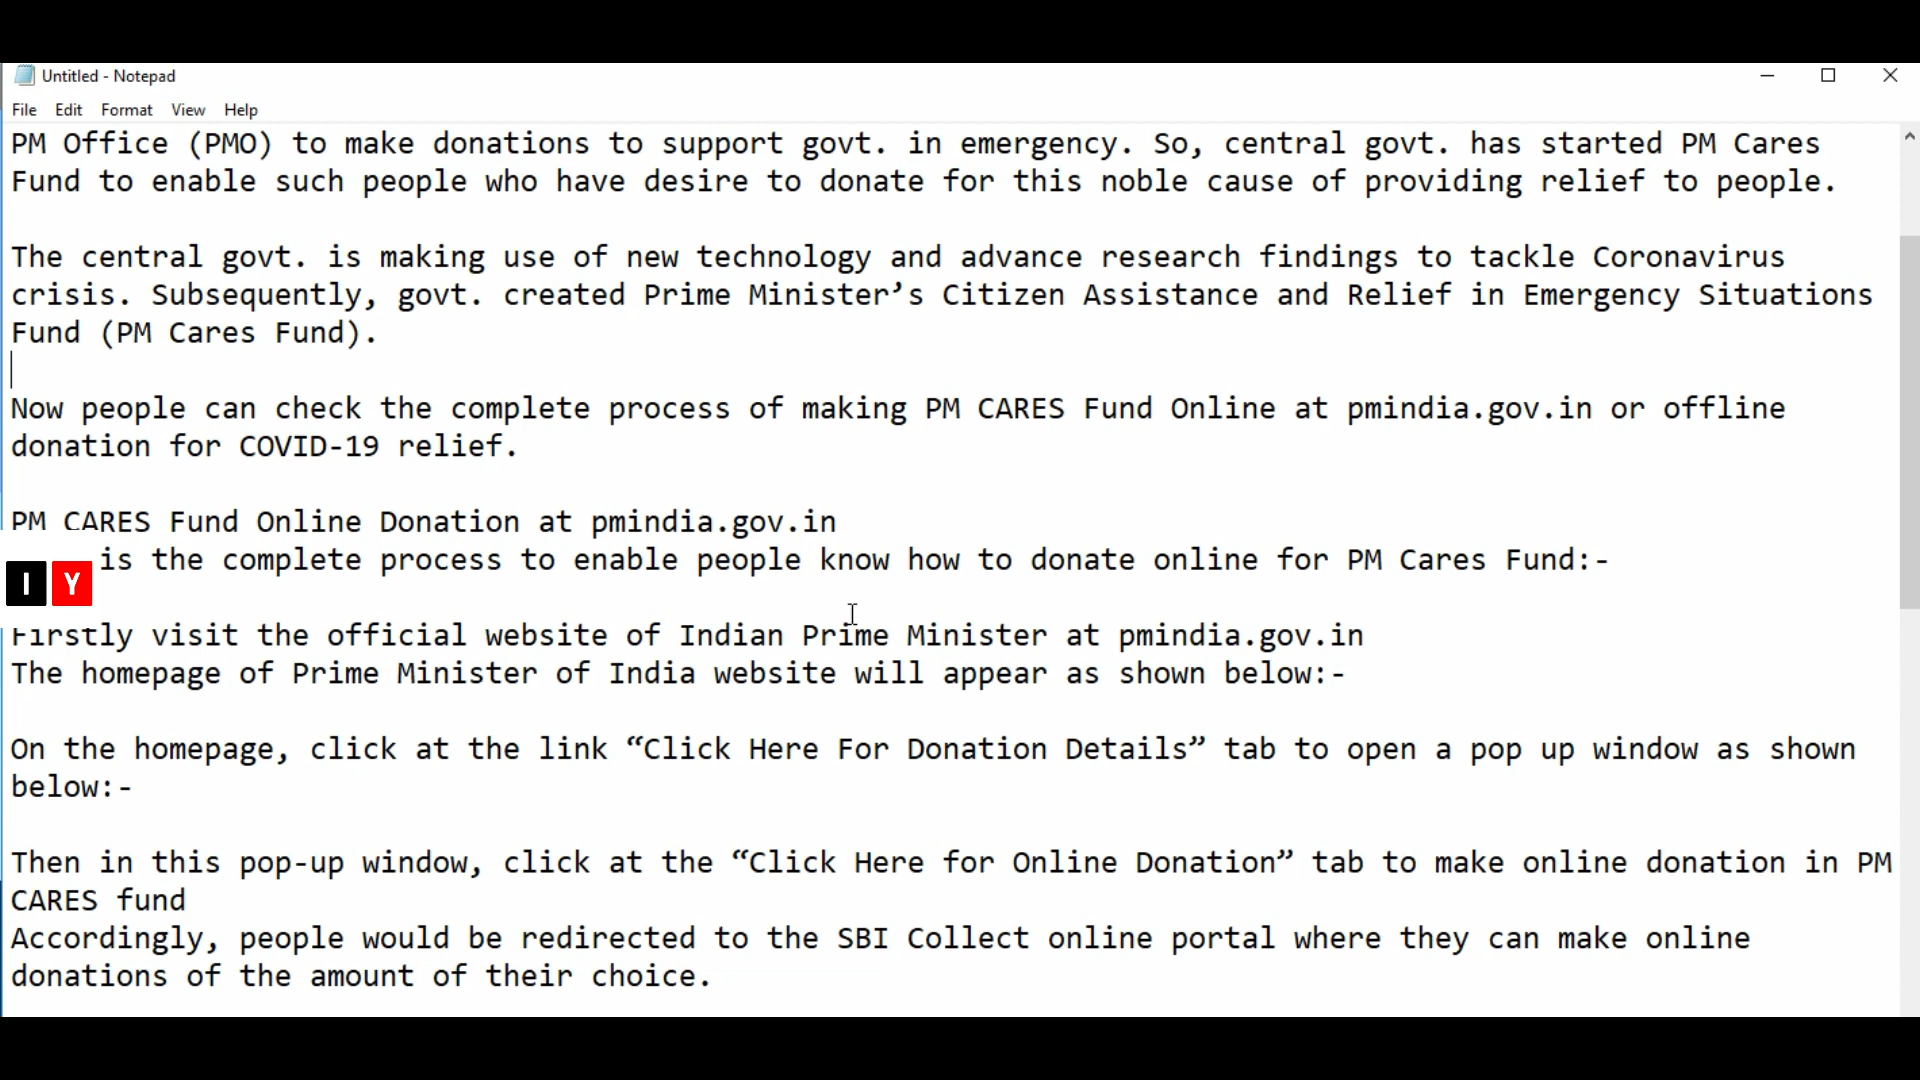 Untitled - Notepad
File Edit Format View Help
PM Office (PMO) to make donations to support govt. in emergency. So, central govt. has started PM Cares
Fund to enable such people who have desire to donate for this noble cause of providing relief to people.
The central govt. is making use of new technology and advance research findings to tackle Coronavirus
crisis. Subsequently, govt. created Prime Minister’s Citizen Assistance and Relief in Emergency Situations
Fund (PM Cares Fund).
Now people can check the complete process of making PM CARES Fund Online at pmindia.gov.in or offline
donation for COVID-19 relief.
PM CARES Fund Online Donation at pmindia.gov.in
is the complete process to enable people know how to donate online for PM Cares Fund:-
I Y
Firstly visit the official website of Indian Prime Minister at pmindia.gov.in
The homepage of Prime Minister of India website will appear as shown below:-
On the homepage, click at the link “Click Here For Donation Details” tab to open a pop up window as shown
below:-
Then in this pop-up window, click at the “Click Here for Online Donation” tab to make online donation in PM
CARES fund
Accordingly, people would be redirected to the SBI Collect online portal where they can make online
donations of the amount of their choice.